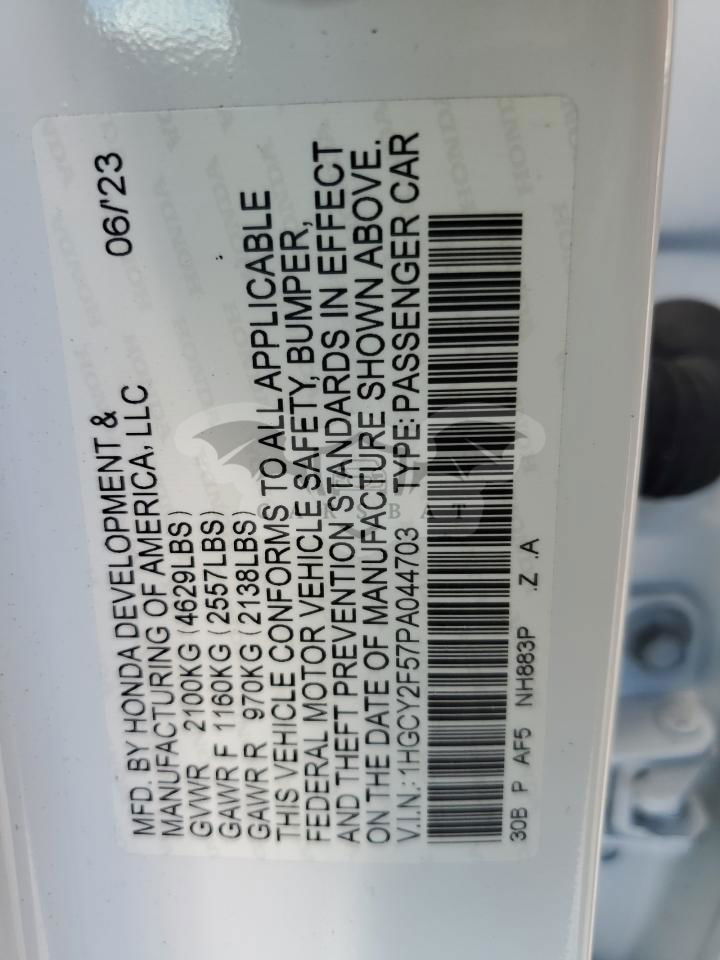 MFD. BY HONDA DEVELOPMENT &
MANUFACTURING OF AMERICA, LLC 06/'23
GVWR 2100KG (4629LBS)
GAWR F 1160KG (2557LBS)
GAWR R 970KG (2138LBS)
THIS VEHICLE CONFORMS TO ALL APPLICABLE
FEDERAL MOTOR VEHICLE SAFETY, BUMPER,
AND THEFT PREVENTION STANDARDS IN EFFECT
ON THE DATE OF MANUFACTURE SHOWN ABOVE.
V.I.N.: 1HGCY2F57PA044703 TYPE: PASSENGER CAR
30B P AF5 NH883P .Z .A
CARSBAT